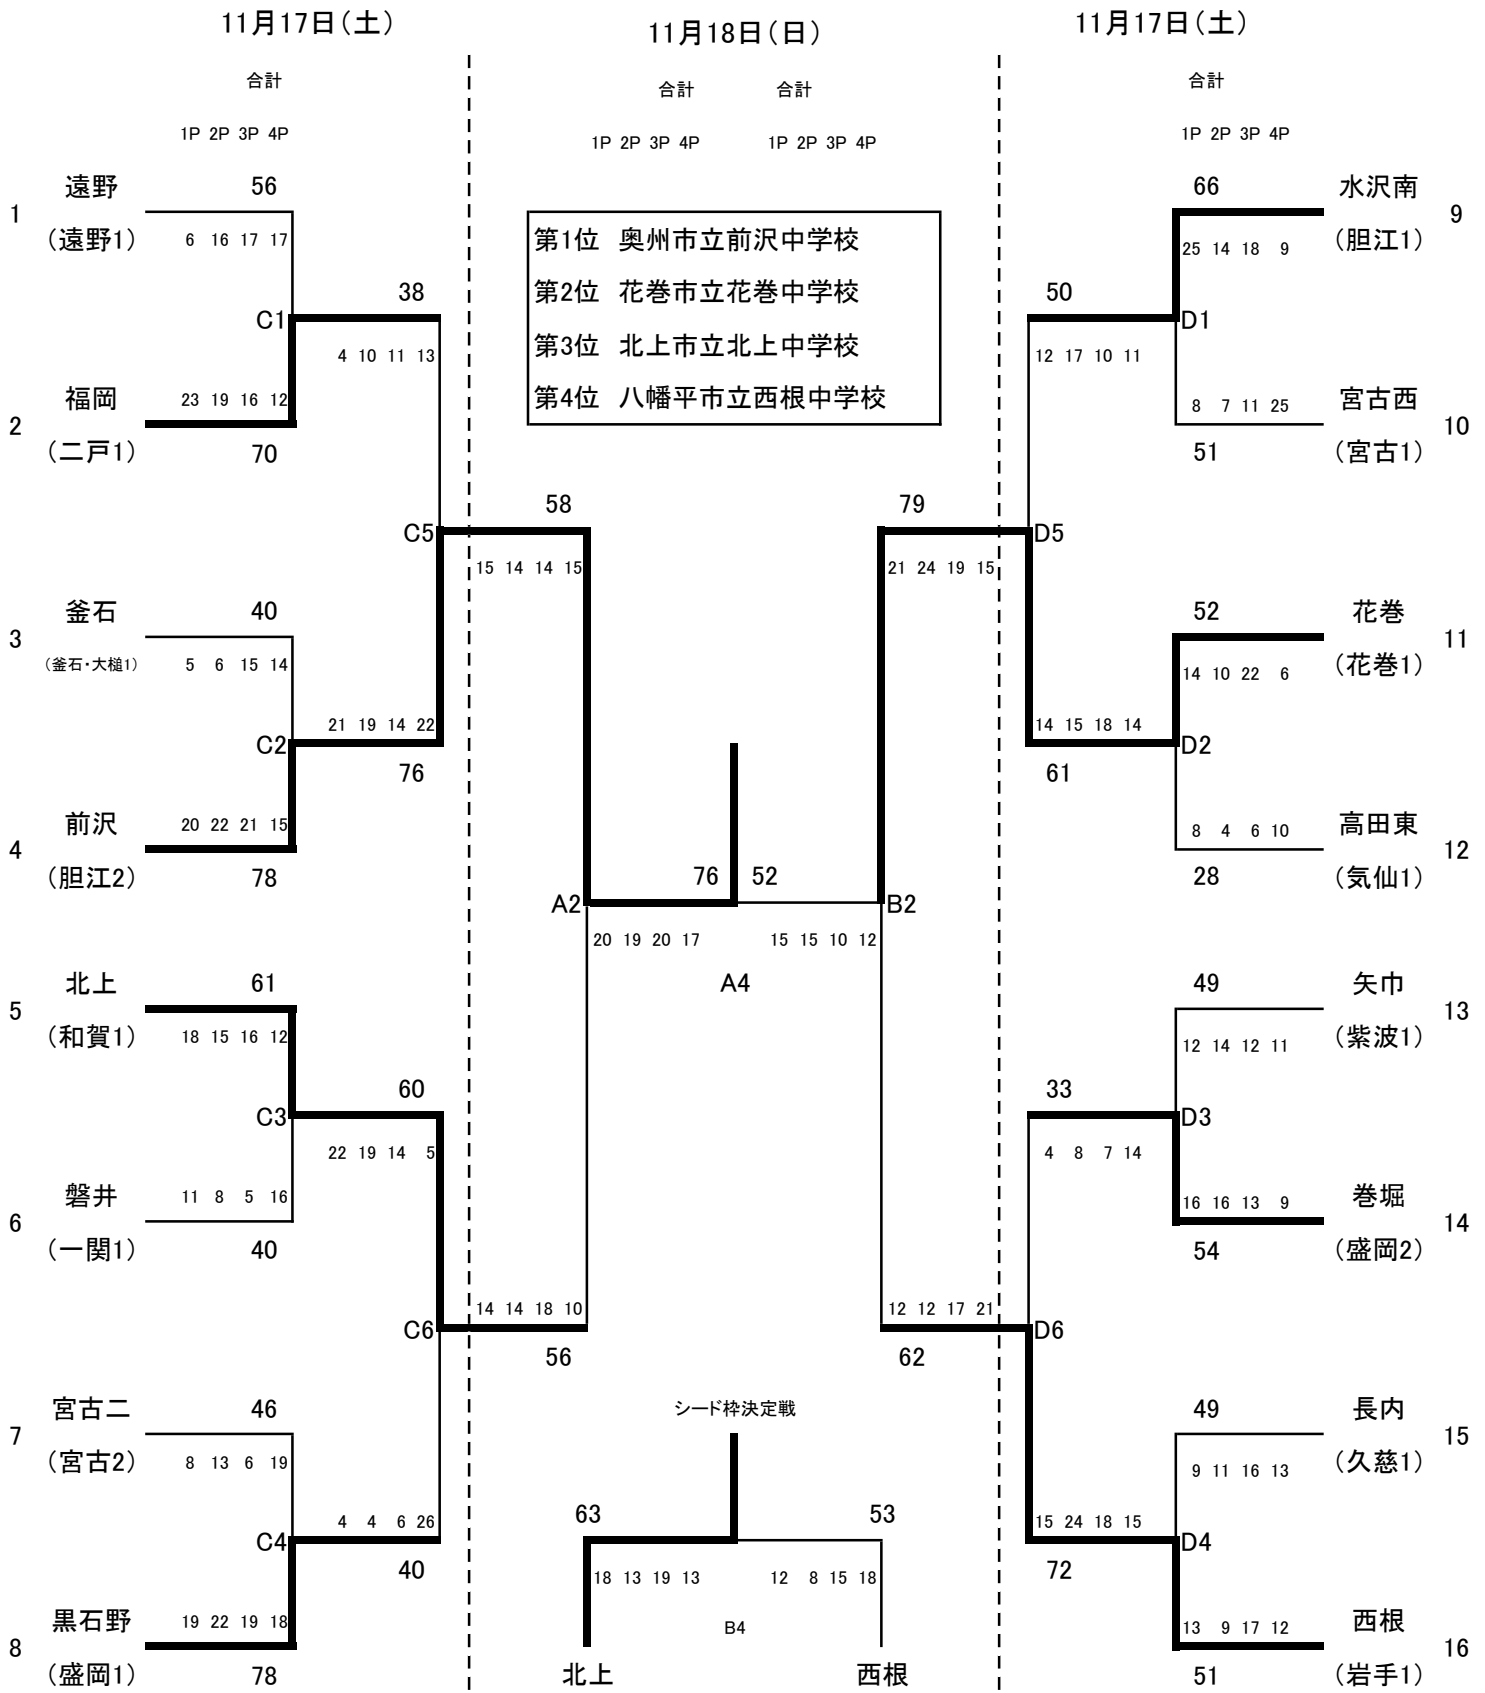 11月17日（土）
11月18日（日）
11月17日（土）
合計
合計 合計
合計
1P 2P 3P 4P
1P 2P 3P 4P 1P 2P 3P 4P
1P 2P 3P 4P
1 遠野 56
（遠野1） 6 16 17 17
C1
38
4 10 11 13
2 福岡 23 19 16 12
（二戸1） 70
C5
3 釜石 40
（釜石・大槌1） 5 6 15 14
C2
21 19 14 22
76
4 前沢 20 22 21 15
（胆江2） 78
5 北上 61
（和賀1） 18 15 16 12
C3
60
22 19 14 5
6 磐井 11 8 5 16
（一関1） 40
C6
7 宮古二 46
（宮古2） 8 13 6 19
C4
4 4 6 26
40
8 黒石野 19 22 19 18
（盛岡1） 78
第1位 奥州市立前沢中学校
第2位 花巻市立花巻中学校
第3位 北上市立北上中学校
第4位 八幡平市立西根中学校
58
15 14 14 15
79
21 24 19 15
76 52
A2
B2
20 19 20 17
15 15 10 12
A4
14 14 18 10
56
12 12 17 21
62
シード枠決定戦
63
53
18 13 19 13
12 8 15 18
B4
北上
西根
66 水沢南 9
25 14 18 9 （胆江1）
50
D1
12 17 10 11
8 7 11 25 宮古西 10
51 （宮古1）
D5
52 花巻 11
14 10 22 6 （花巻1）
14 15 18 14
D2
61
8 4 6 10 高田東 12
28 （気仙1）
49 矢巾 13
12 14 12 11 （紫波1）
33
D3
4 8 7 14
16 16 13 9 巻堀 14
54 （盛岡2）
D6
49 長内 15
9 11 16 13 （久慈1）
15 24 18 15
D4
72
13 9 17 12 西根 16
51 （岩手1）